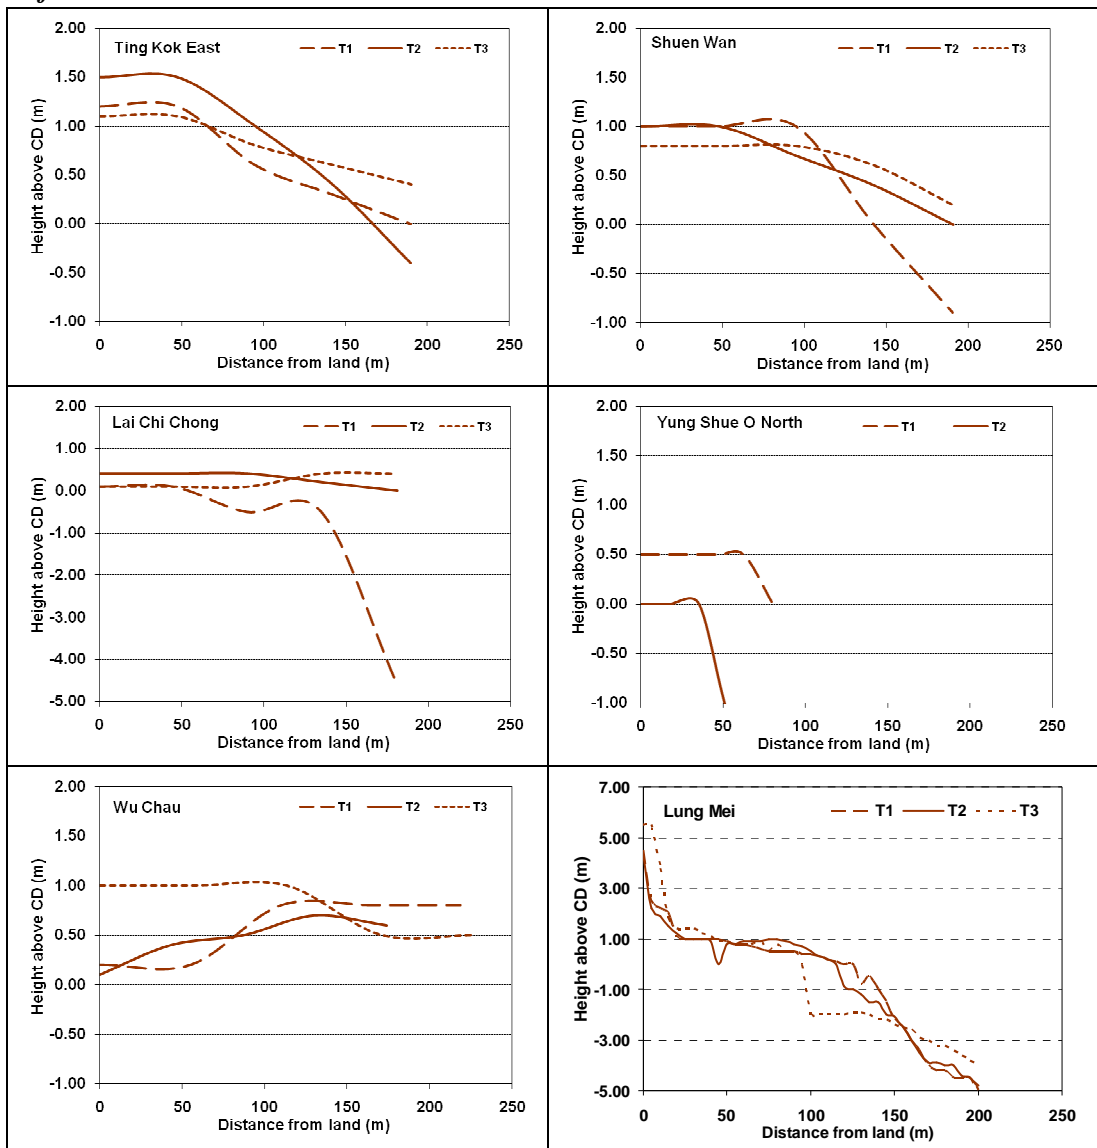 Ting Kok East
T1 T2 T3
2.00
1.50
1.00
0.50
0.00
-0.50
-1.00
Height above CD (m)
0 50 100 150 200 250
Distance from land (m)
Shuen Wan
T1 T2 T3
2.00
1.50
1.00
0.50
0.00
-0.50
-1.00
Height above CD (m)
0 50 100 150 200 250
Distance from land (m)
Lai Chi Chong
T1 T2 T3
2.00
1.00
0.00
-1.00
-2.00
-3.00
-4.00
-5.00
Height above CD (m)
0 50 100 150 200 250
Distance from land (m)
Yung Shue O North
T1 T2
2.00
1.50
1.00
0.50
0.00
-0.50
-1.00
Height above CD (m)
0 50 100 150 200 250
Distance from land (m)
Wu Chau
T1 T2 T3
2.00
1.50
1.00
0.50
0.00
-0.50
-1.00
Height above CD (m)
0 50 100 150 200 250
Distance from land (m)
Lung Mei
T1 T2 T3
7.00
5.00
3.00
1.00
-1.00
-3.00
-5.00
Height above CD (m)
0 50 100 150 200 250
Distance from land (m)